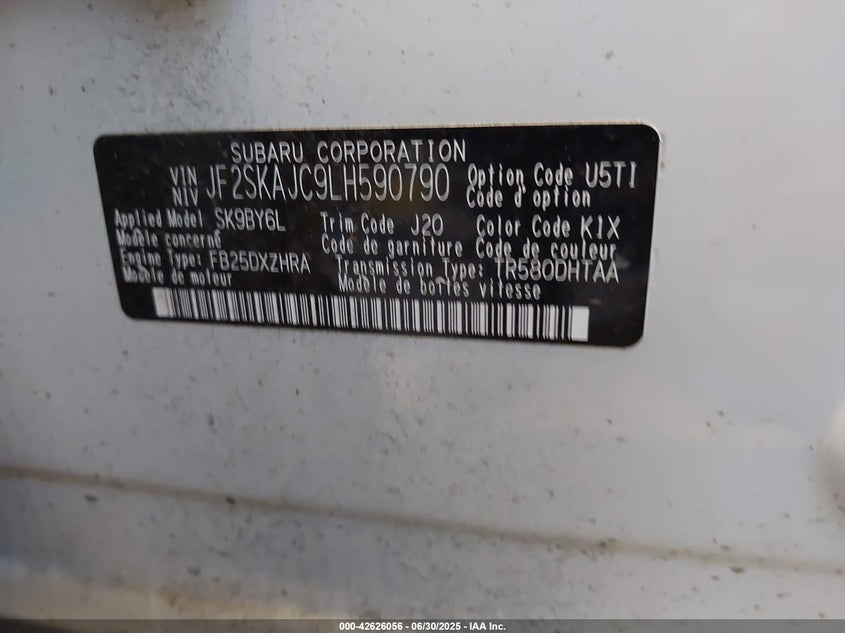 SUBARU CORPORATION
VIN NIV JF2SKAJC9LH590790 Option Code U5TI
Code d'option
Applied Model SK9BY6L Trim Code J20 Color Code K1X
Modèle concerné Code de garniture Code de couleur
Engine Type: FB25DXZHRA Transmission Type: TR580DHTAA
Modèle de moteur Modèle de boîtes vitesse
000-42626056 - 06/30/2025 - IAA Inc.